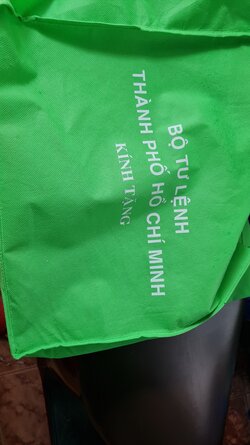 BỘ TƯ LỆNH
THÀNH PHỐ HỒ CHÍ MINH
KÍNH TẶNG